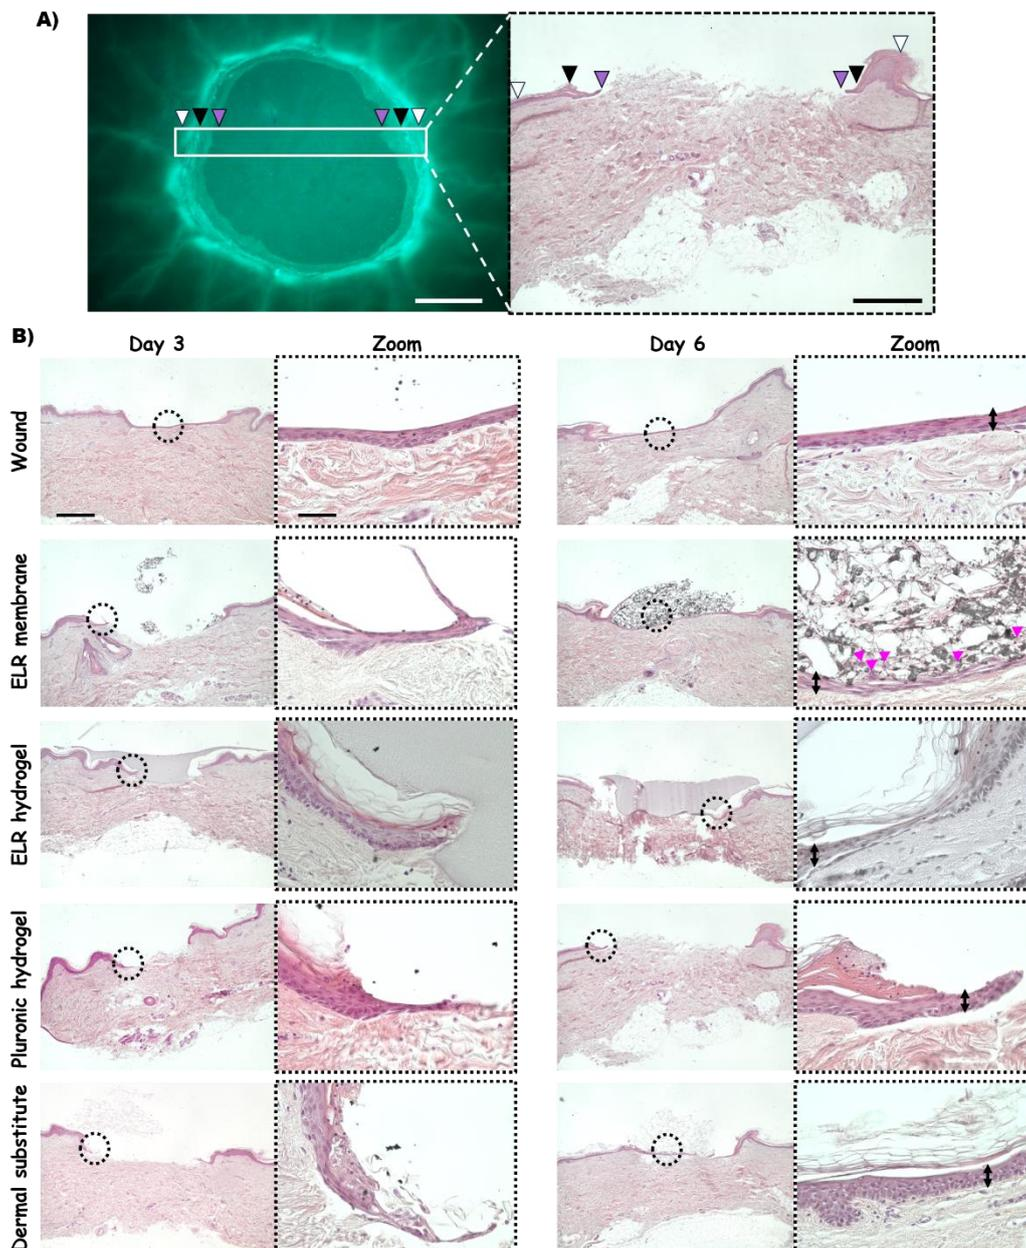 A)
B)
Day 3 Zoom Day 6 Zoom
Wound
ELR membrane
ELR hydrogel
Pluronic hydrogel
Dermal substitute